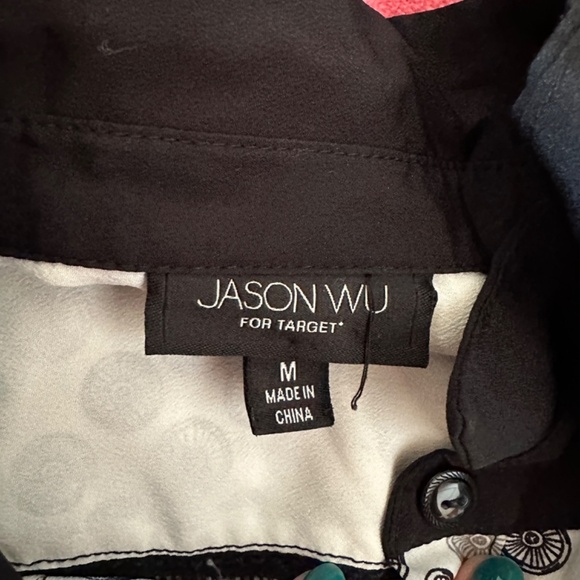 JASON WU
FOR TARGET*
M
MADE IN
CHINA